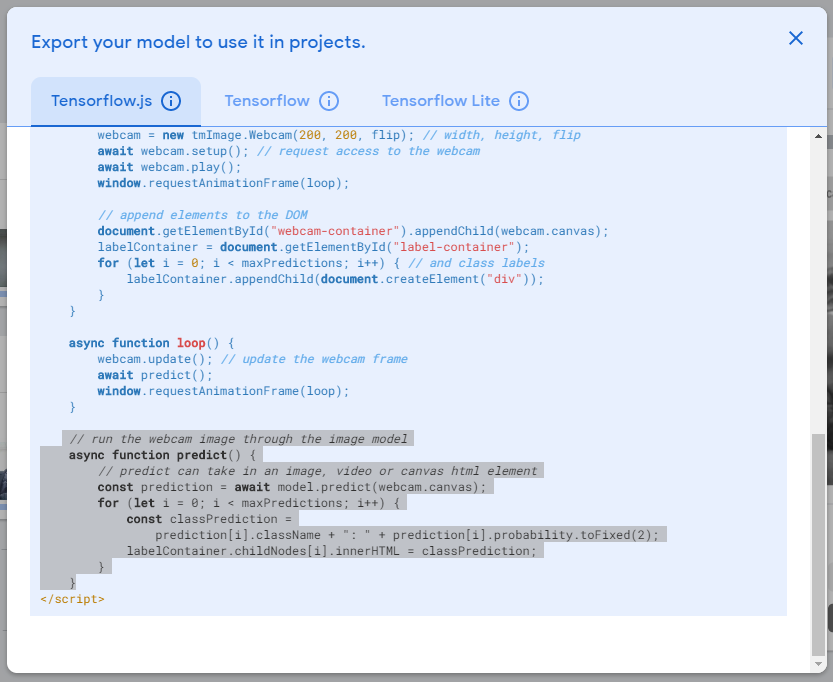 Export your model to use it in projects.
Tensorflow.js
Tensorflow
Tensorflow Lite
webcam = new tmImage.Webcam(200, 200, flip); // width, height, flip
await webcam.setup(); // request access to the webcam
await webcam.play();
window.requestAnimationFrame(loop);
// append elements to the DOM
document.getElementById("webcam-container").appendChild(webcam.canvas);
labelContainer = document.getElementById("label-container");
for (let i = 0; i < maxPredictions; i++) { // and class labels
labelContainer.appendChild(document.createElement("div"));
}
}
async function loop() {
webcam.update(); // update the webcam frame
await predict();
window.requestAnimationFrame(loop);
}
// run the webcam image through the image model
async function predict() {
// predict can take in an image, video or canvas html element
const prediction = await model.predict(webcam.canvas);
for (let i = 0; i < maxPredictions; i++) {
const classPrediction =
prediction[i].className + ": " + prediction[i].probability.toFixed(2);
labelContainer.childNodes[i].innerHTML = classPrediction;
}
}
</script>